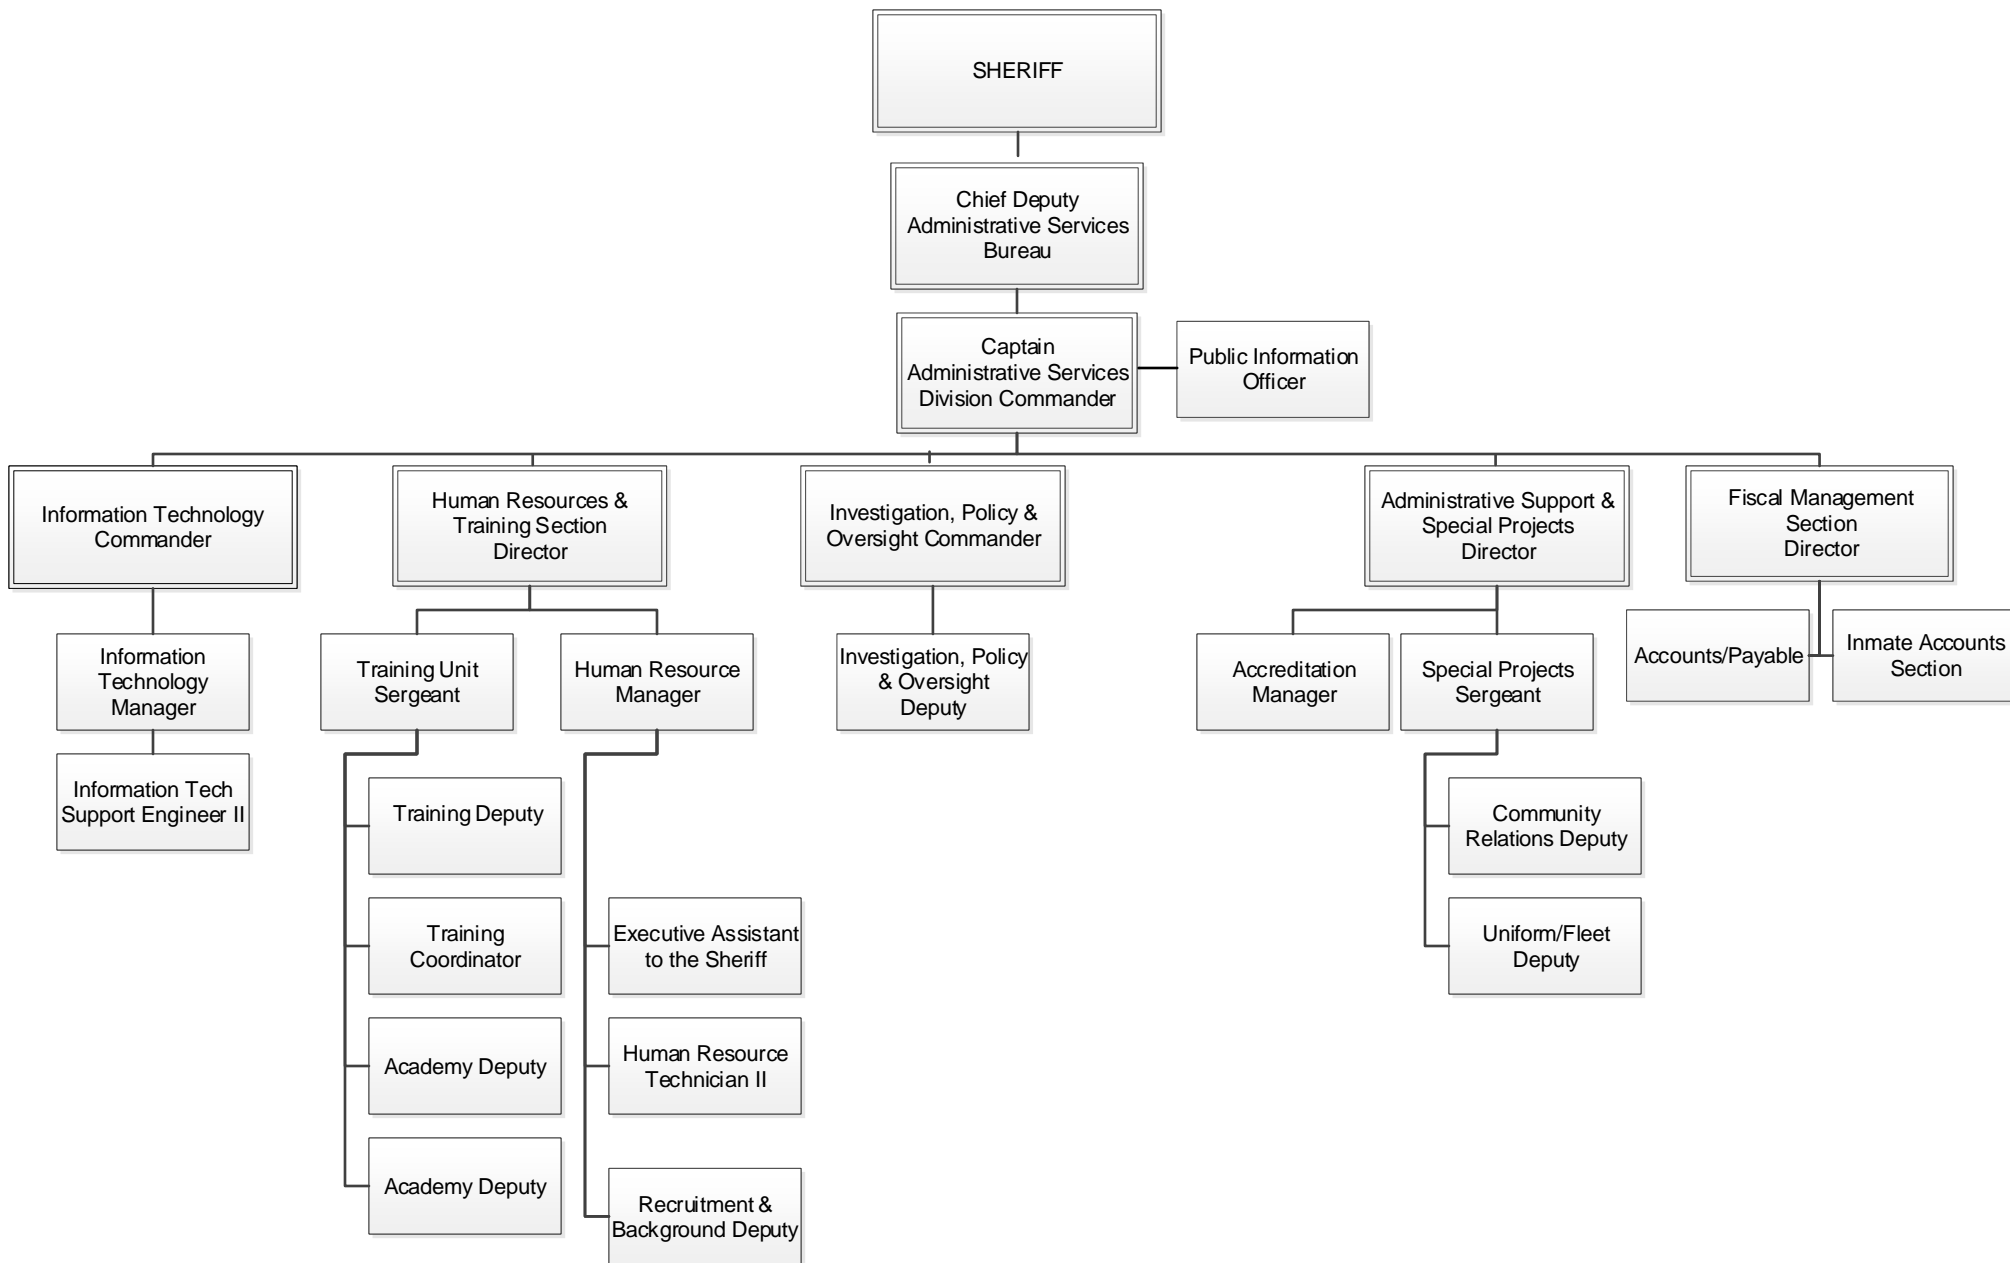 SHERIFF
Chief Deputy
Administrative Services
Bureau
Captain
Administrative Services
Division Commander
Public Information
Officer
Information Technology
Commander
Human Resources &
Training Section
Director
Investigation, Policy &
Oversight Commander
Administrative Support &
Special Projects
Director
Fiscal Management
Section
Director
Information
Technology
Manager
Training Unit
Sergeant
Human Resource
Manager
Investigation, Policy
& Oversight
Deputy
Accreditation
Manager
Special Projects
Sergeant
Accounts/Payable
Inmate Accounts
Section
Information Tech
Support Engineer II
Training Deputy
Community
Relations Deputy
Training
Coordinator
Executive Assistant
to the Sheriff
Uniform/Fleet
Deputy
Academy Deputy
Human Resource
Technician II
Academy Deputy
Recruitment &
Background Deputy